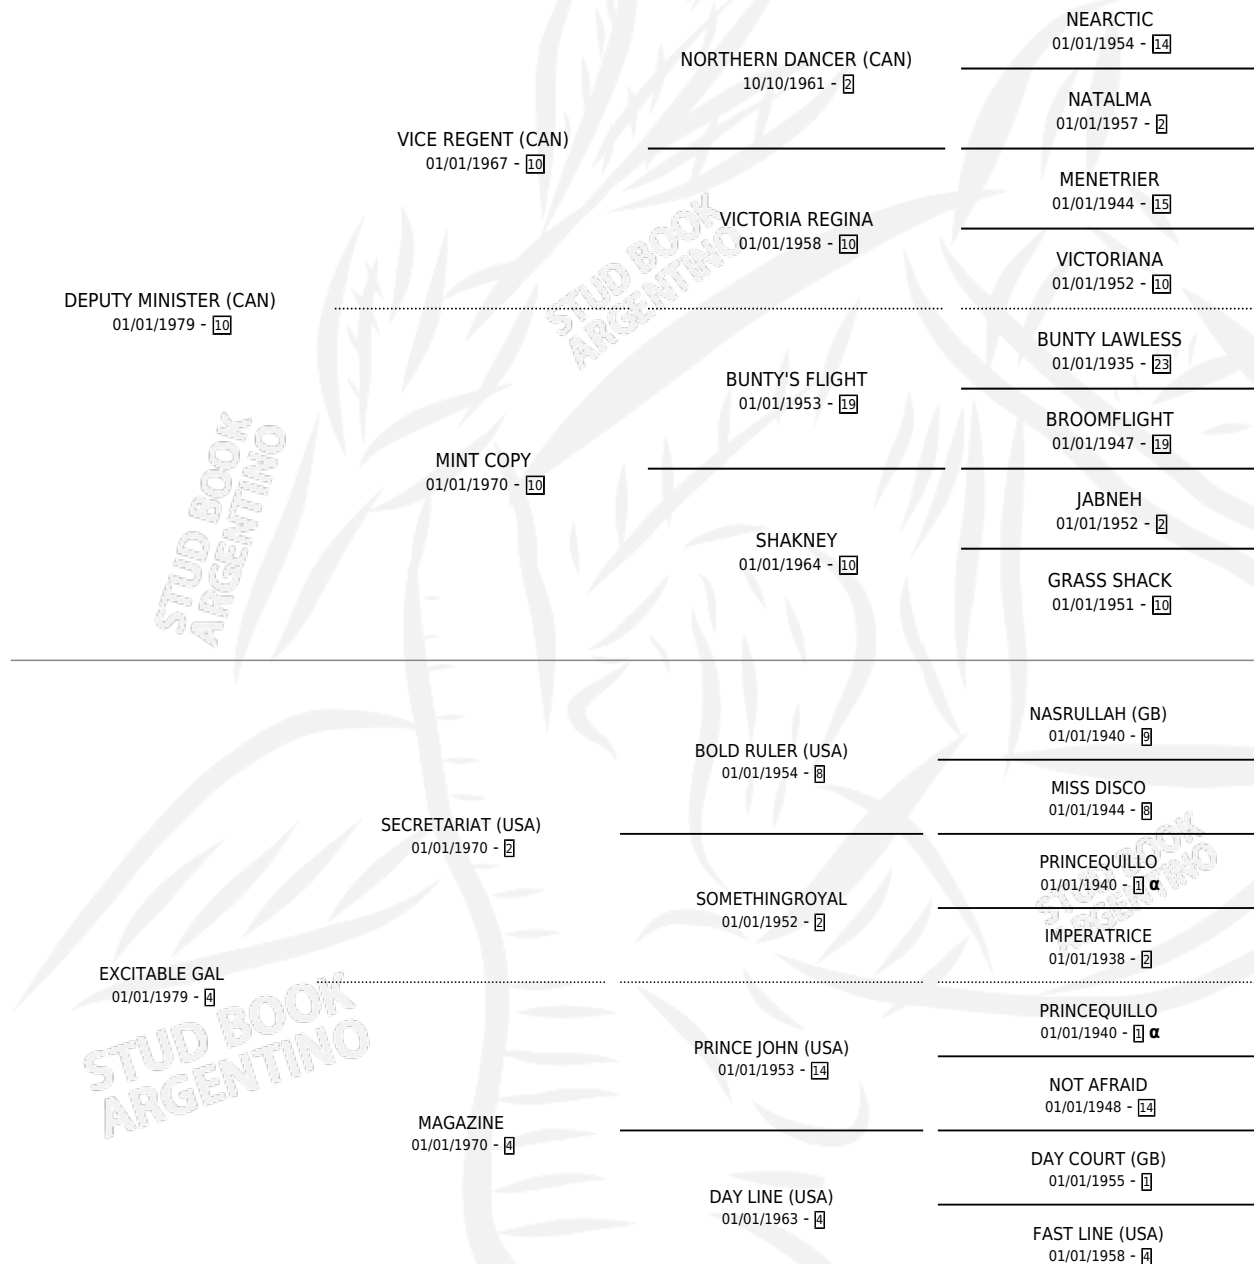 NEARCTIC
01/01/1954 - 14
NORTHERN DANCER (CAN)
10/10/1961 - 2
NATALMA
01/01/1957 - 2
VICE REGENT (CAN)
01/01/1967 - 10
MENETRIER
01/01/1944 - 15
VICTORIA REGINA
01/01/1958 - 10
VICTORIANA
01/01/1952 - 10
STUD BOOK
ARGENTINO
DEPUTY MINISTER (CAN)
01/01/1979 - 10
BUNTY LAWLESS
01/01/1935 - 23
BUNTY'S FLIGHT
01/01/1953 - 19
BROOMFLIGHT
01/01/1947 - 19
MINT COPY
01/01/1970 - 10
JABNEH
01/01/1952 - 2
SHAKNEY
01/01/1964 - 10
GRASS SHACK
01/01/1951 - 10
STUD BOOK
ARGENTINO
NASRULLAH (GB)
01/01/1940 - 9
BOLD RULER (USA)
01/01/1954 - 8
MISS DISCO
01/01/1944 - 8
SECRETARIAT (USA)
01/01/1970 - 2
PRINCEQUILLO
01/01/1940 - 1 α
SOMETHINGROYAL
01/01/1952 - 2
IMPERATRICE
01/01/1938 - 2
STUD BOOK
ARGENTINO
EXCITABLE GAL
01/01/1979 - 4
PRINCEQUILLO
01/01/1940 - 1 α
PRINCE JOHN (USA)
01/01/1953 - 14
NOT AFRAID
01/01/1948 - 14
STUD BOOK
ARGENTINO
MAGAZINE
01/01/1970 - 4
DAY COURT (GB)
01/01/1955 - 1
DAY LINE (USA)
01/01/1963 - 4
FAST LINE (USA)
01/01/1958 - 4